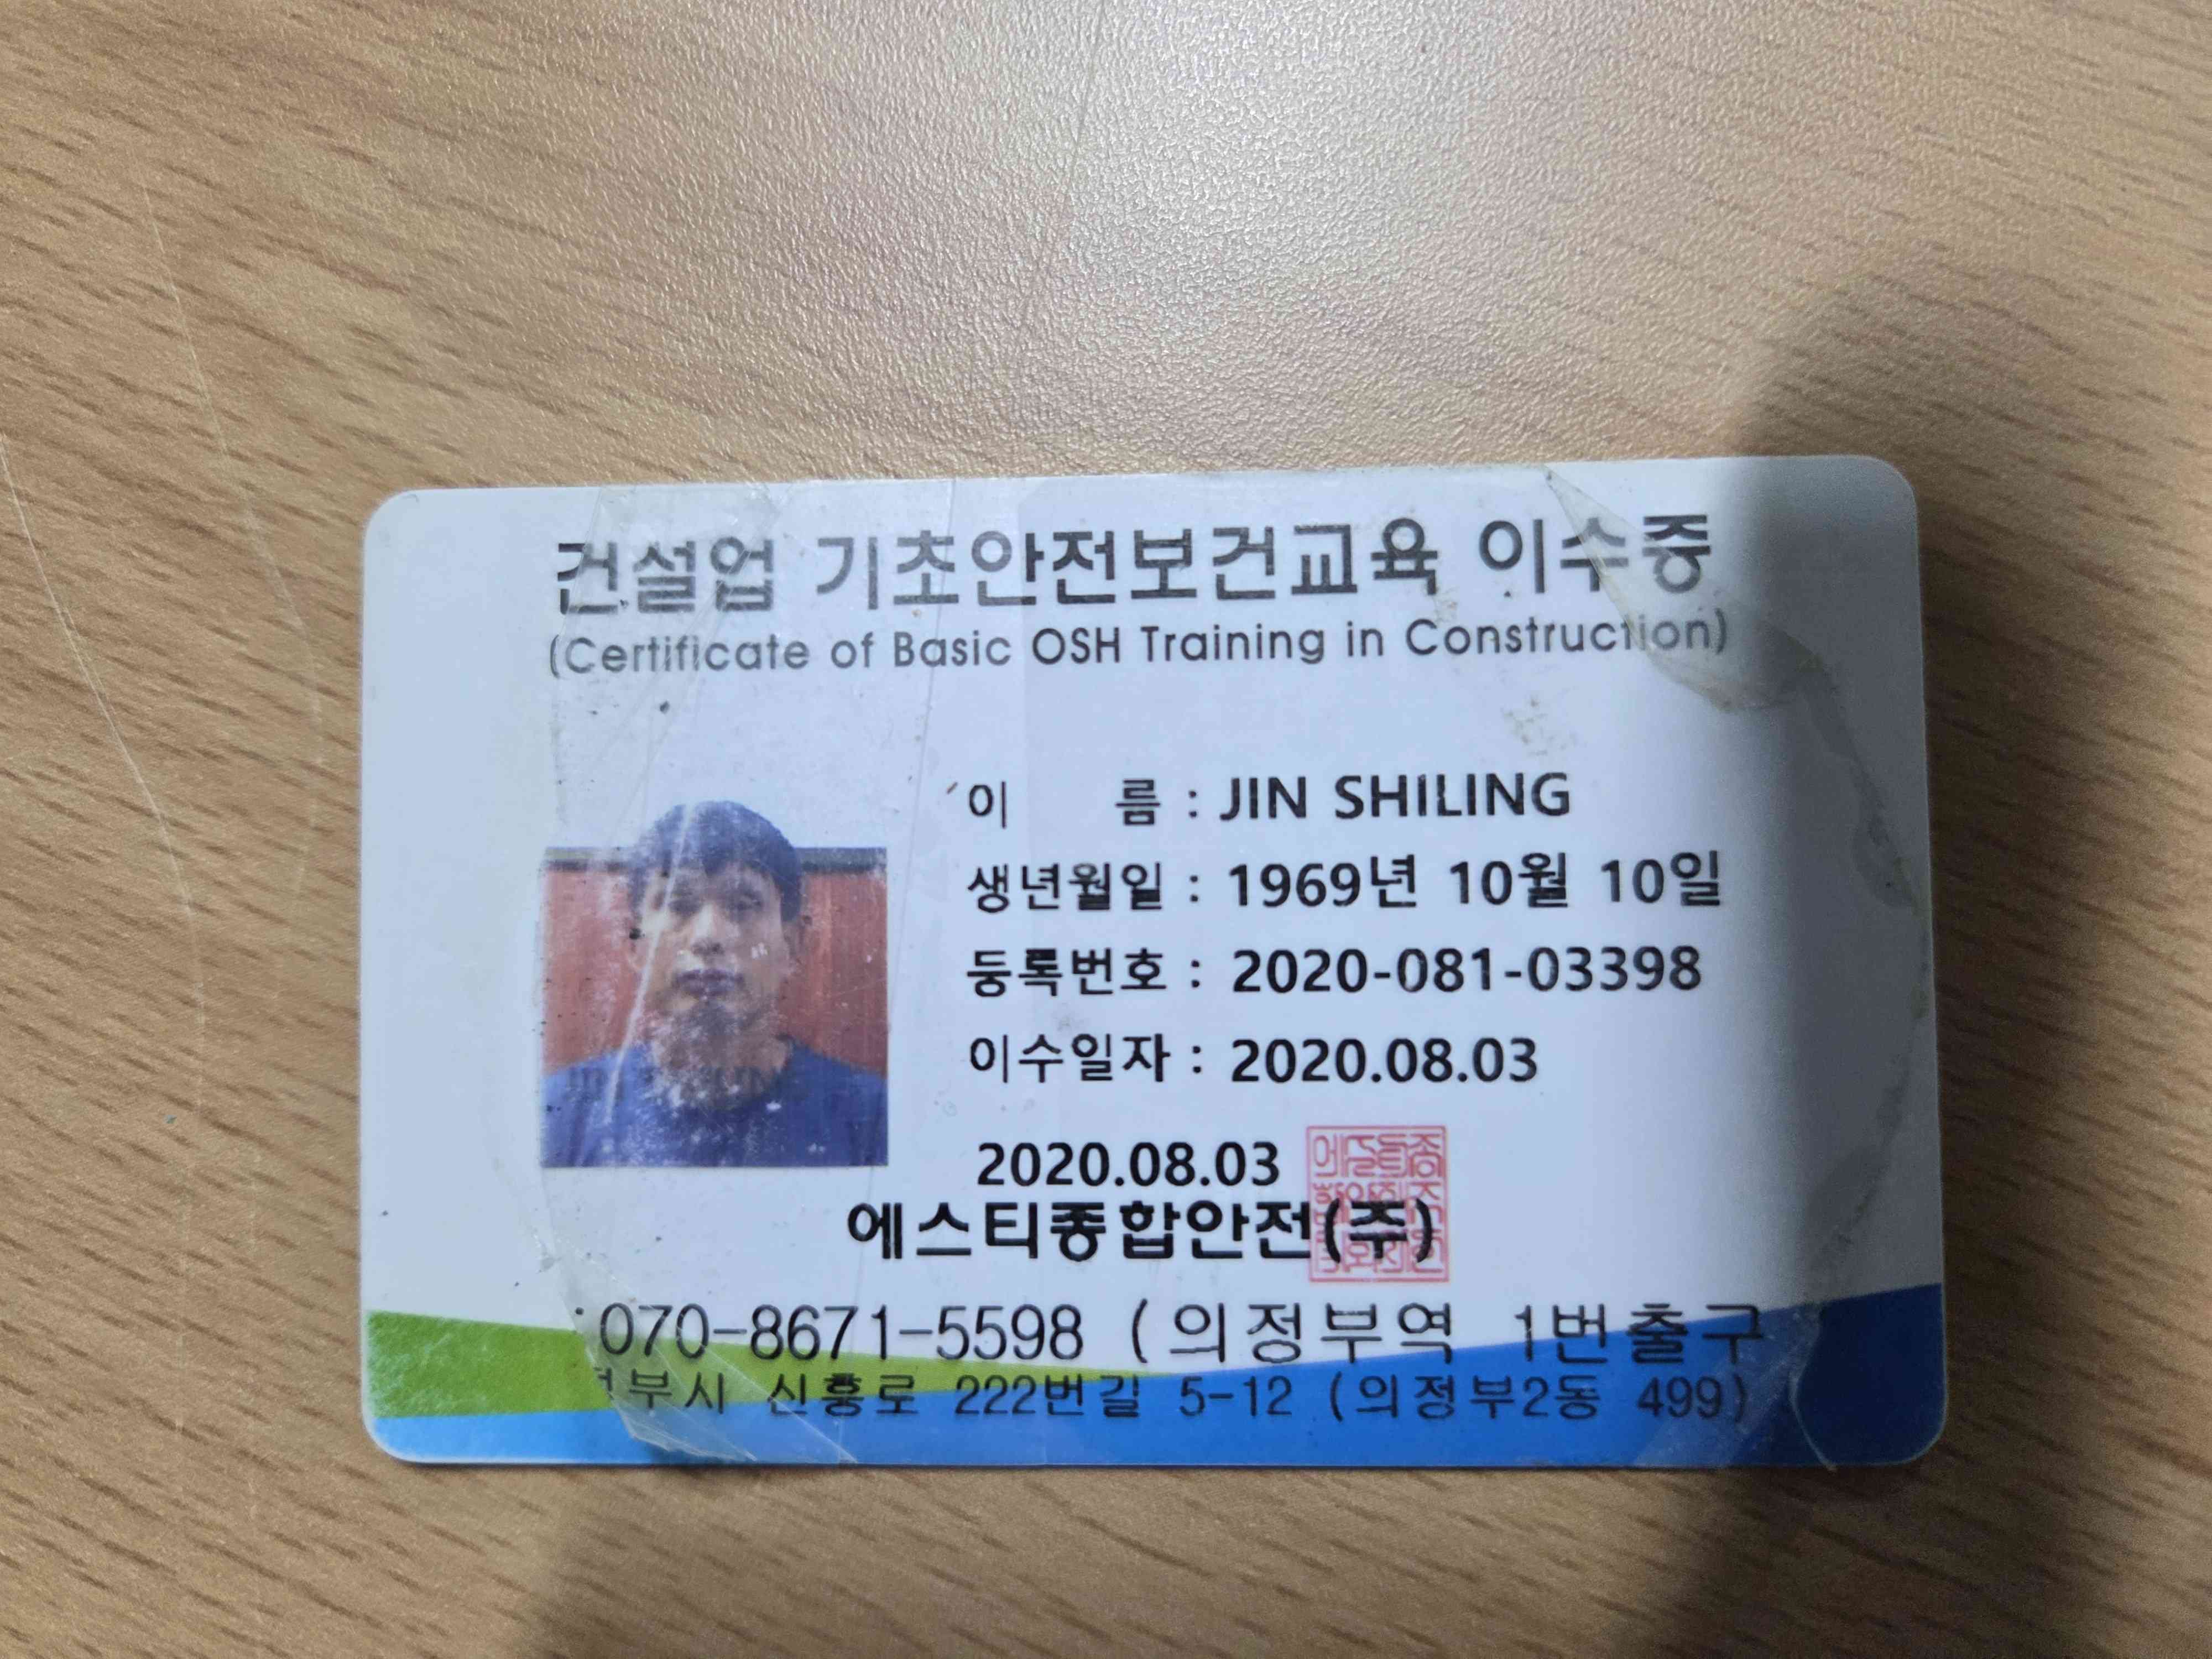 건설업 기초안전보건교육 이수증
(Certificate of Basic OSH Training in Construction)
이 름 : JIN SHILING
생년월일 : 1969년 10월 10일
등록번호 : 2020-081-03398
이수일자 : 2020.08.03
2020.08.03
에스티종합안전(주)
070-8671-5598 (의정부역 1번출구
부시 신흥로 222번길 5-12 (의정부2동 499)